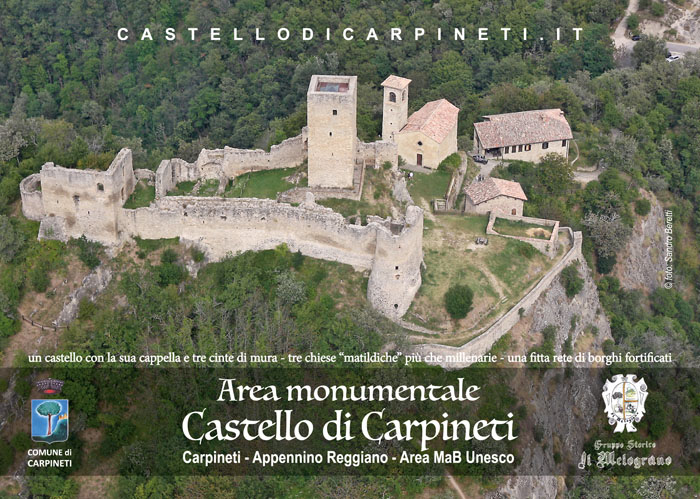 CASTELLODICARPINETI.IT
© foto: Sandro Beretti
un castello con la sua cappella e tre cinte di mura - tre chiese “matildiche” più che millenarie - una fitta rete di borghi fortificati
Area monumentale
Castello di Carpineti
Carpineti - Appennino Reggiano - Area MaB Unesco
COMUNE di
CARPINETI
Gruppo Storico
Il Melograno